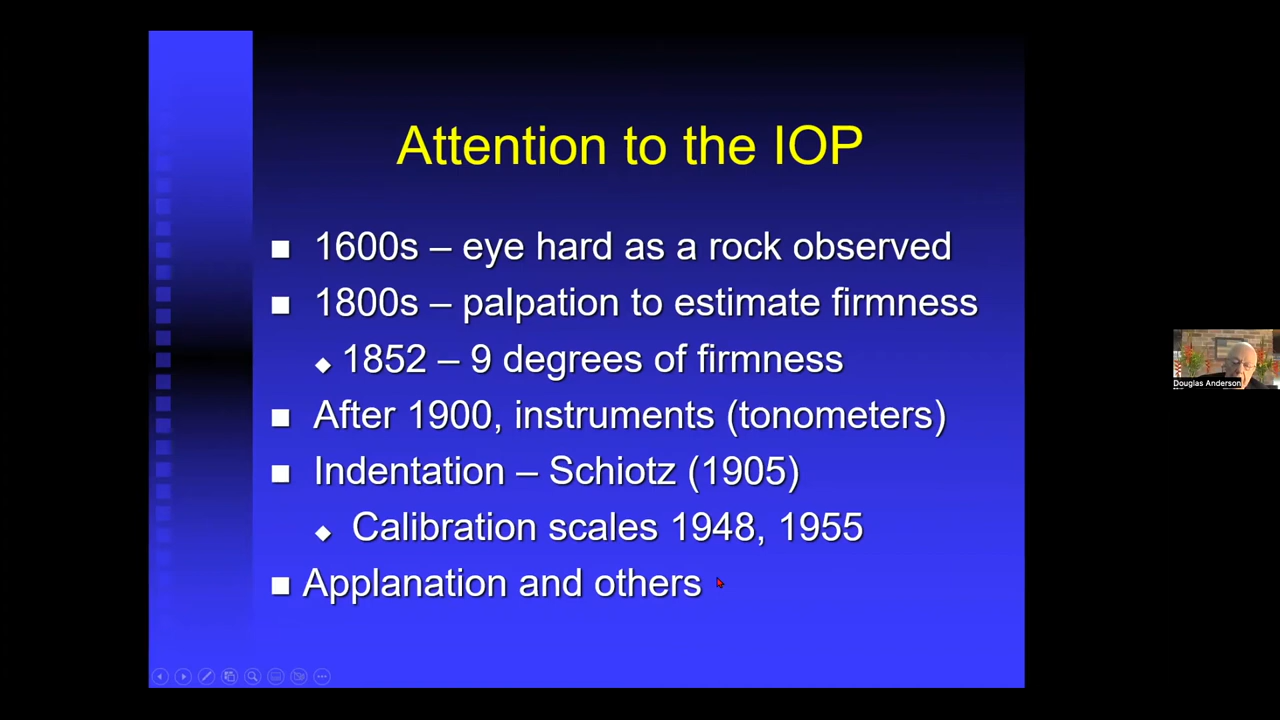 Attention to the IOP
1600s – eye hard as a rock observed
1800s – palpation to estimate firmness
1852 – 9 degrees of firmness
After 1900, instruments (tonometers)
Indentation – Schiotz (1905)
Calibration scales 1948, 1955
Applanation and others
Douglas Anderson